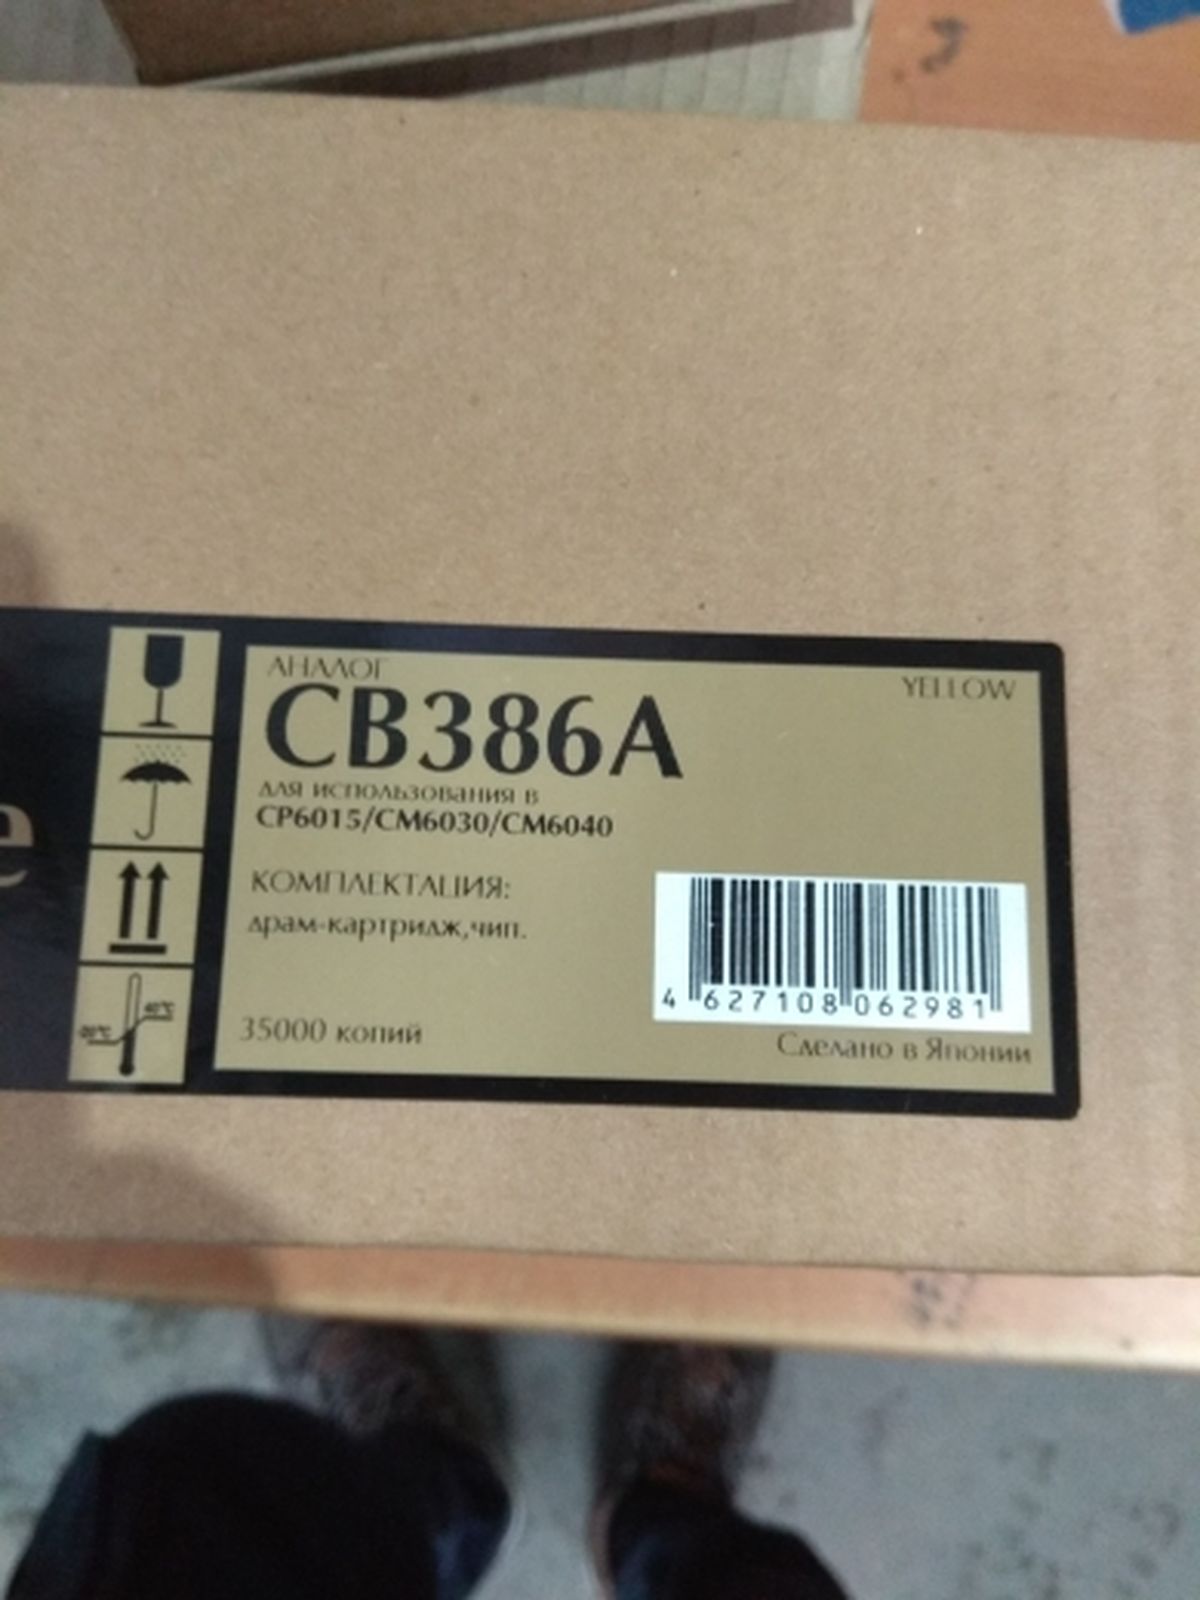 АНАЛОГ
YELLOW
CB386A
для использования в
CP6015/CM6030/CM6040
КОМПЛЕКТАЦИЯ:
драм-картридж,чип.
4 627108 062981
35000 копий
Сделано в Японии
e
40°C